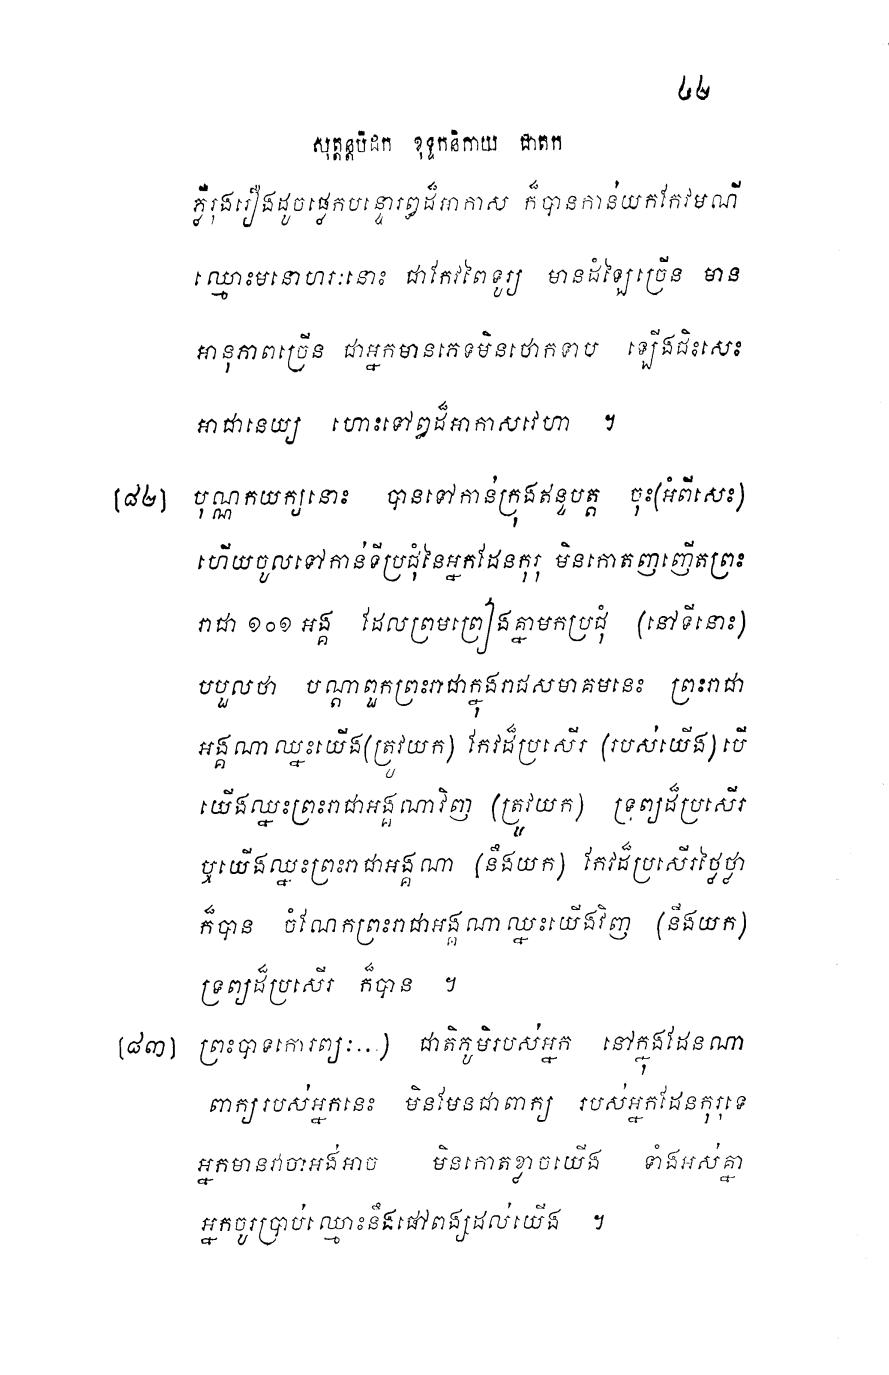 ៤៤
សុត្តន្តបិដក ខុទ្ទកនិកាយ ជាតក
ភ្លឺរុងរឿងដូចផ្លេកបន្ទោរឰដ៏អាកាស ក៏បានកាន់យកកែវមណី
ឈ្មោះមនោហរៈនោះ ជាកែវពៃទូរ្យ មានដំឡៃច្រើន មាន
អានុភាពច្រើន ជាអ្នកមានភេទមិនថោកទាប ឡើងជិះសេះ
អាជានេយ្យ ហោះទៅឰដ៏អាកាសវេហា ។
(៨២) បុណ្ណកយក្ខនោះ បានទៅកាន់ក្រុងឥន្ទបត្ត ចុះ(អំពីសេះ)
ហើយចូលទៅកាន់ទីប្រជុំនៃអ្នកដែនកុរុ មិនកោតញញើតព្រះ
រាជា ១០១ អង្គ ដែលព្រមព្រៀងគ្នាមកប្រជុំ (នៅទីនោះ)
បបួលថា បណ្តាពួកព្រះរាជាក្នុងរាជសមាគមនេះ ព្រះរាជា
អង្គណាឈ្នះយើង(ត្រូវយក) កែវដ៏ប្រសើរ (របស់យើង) បើ
យើងឈ្នះព្រះរាជាអង្គណាវិញ (ត្រូវយក) ទ្រព្យដ៏ប្រសើរ
ឬយើងឈ្នះព្រះរាជាអង្គណា (នឹងយក) កែវដ៏ប្រសើរថ្លៃថ្លា
ក៏បាន ចំណែកព្រះរាជាអង្គណាឈ្នះយើងវិញ (នឹងយក)
ទ្រព្យដ៏ប្រសើរ ក៏បាន ។
(៨៣) ព្រះបាទកោរព្យៈ...) ជាតិភូមិរបស់អ្នក នៅក្នុងដែនណា
ពាក្យរបស់អ្នកនេះ មិនមែនជាពាក្យ របស់អ្នកដែនកុរុទេ
អ្នកមានវាចាអង់អាច មិនកោតខ្លាចយើង ទាំងអស់គ្នា
អ្នកចូរប្រាប់ឈ្មោះនឹងផៅពង្សដល់យើង ។